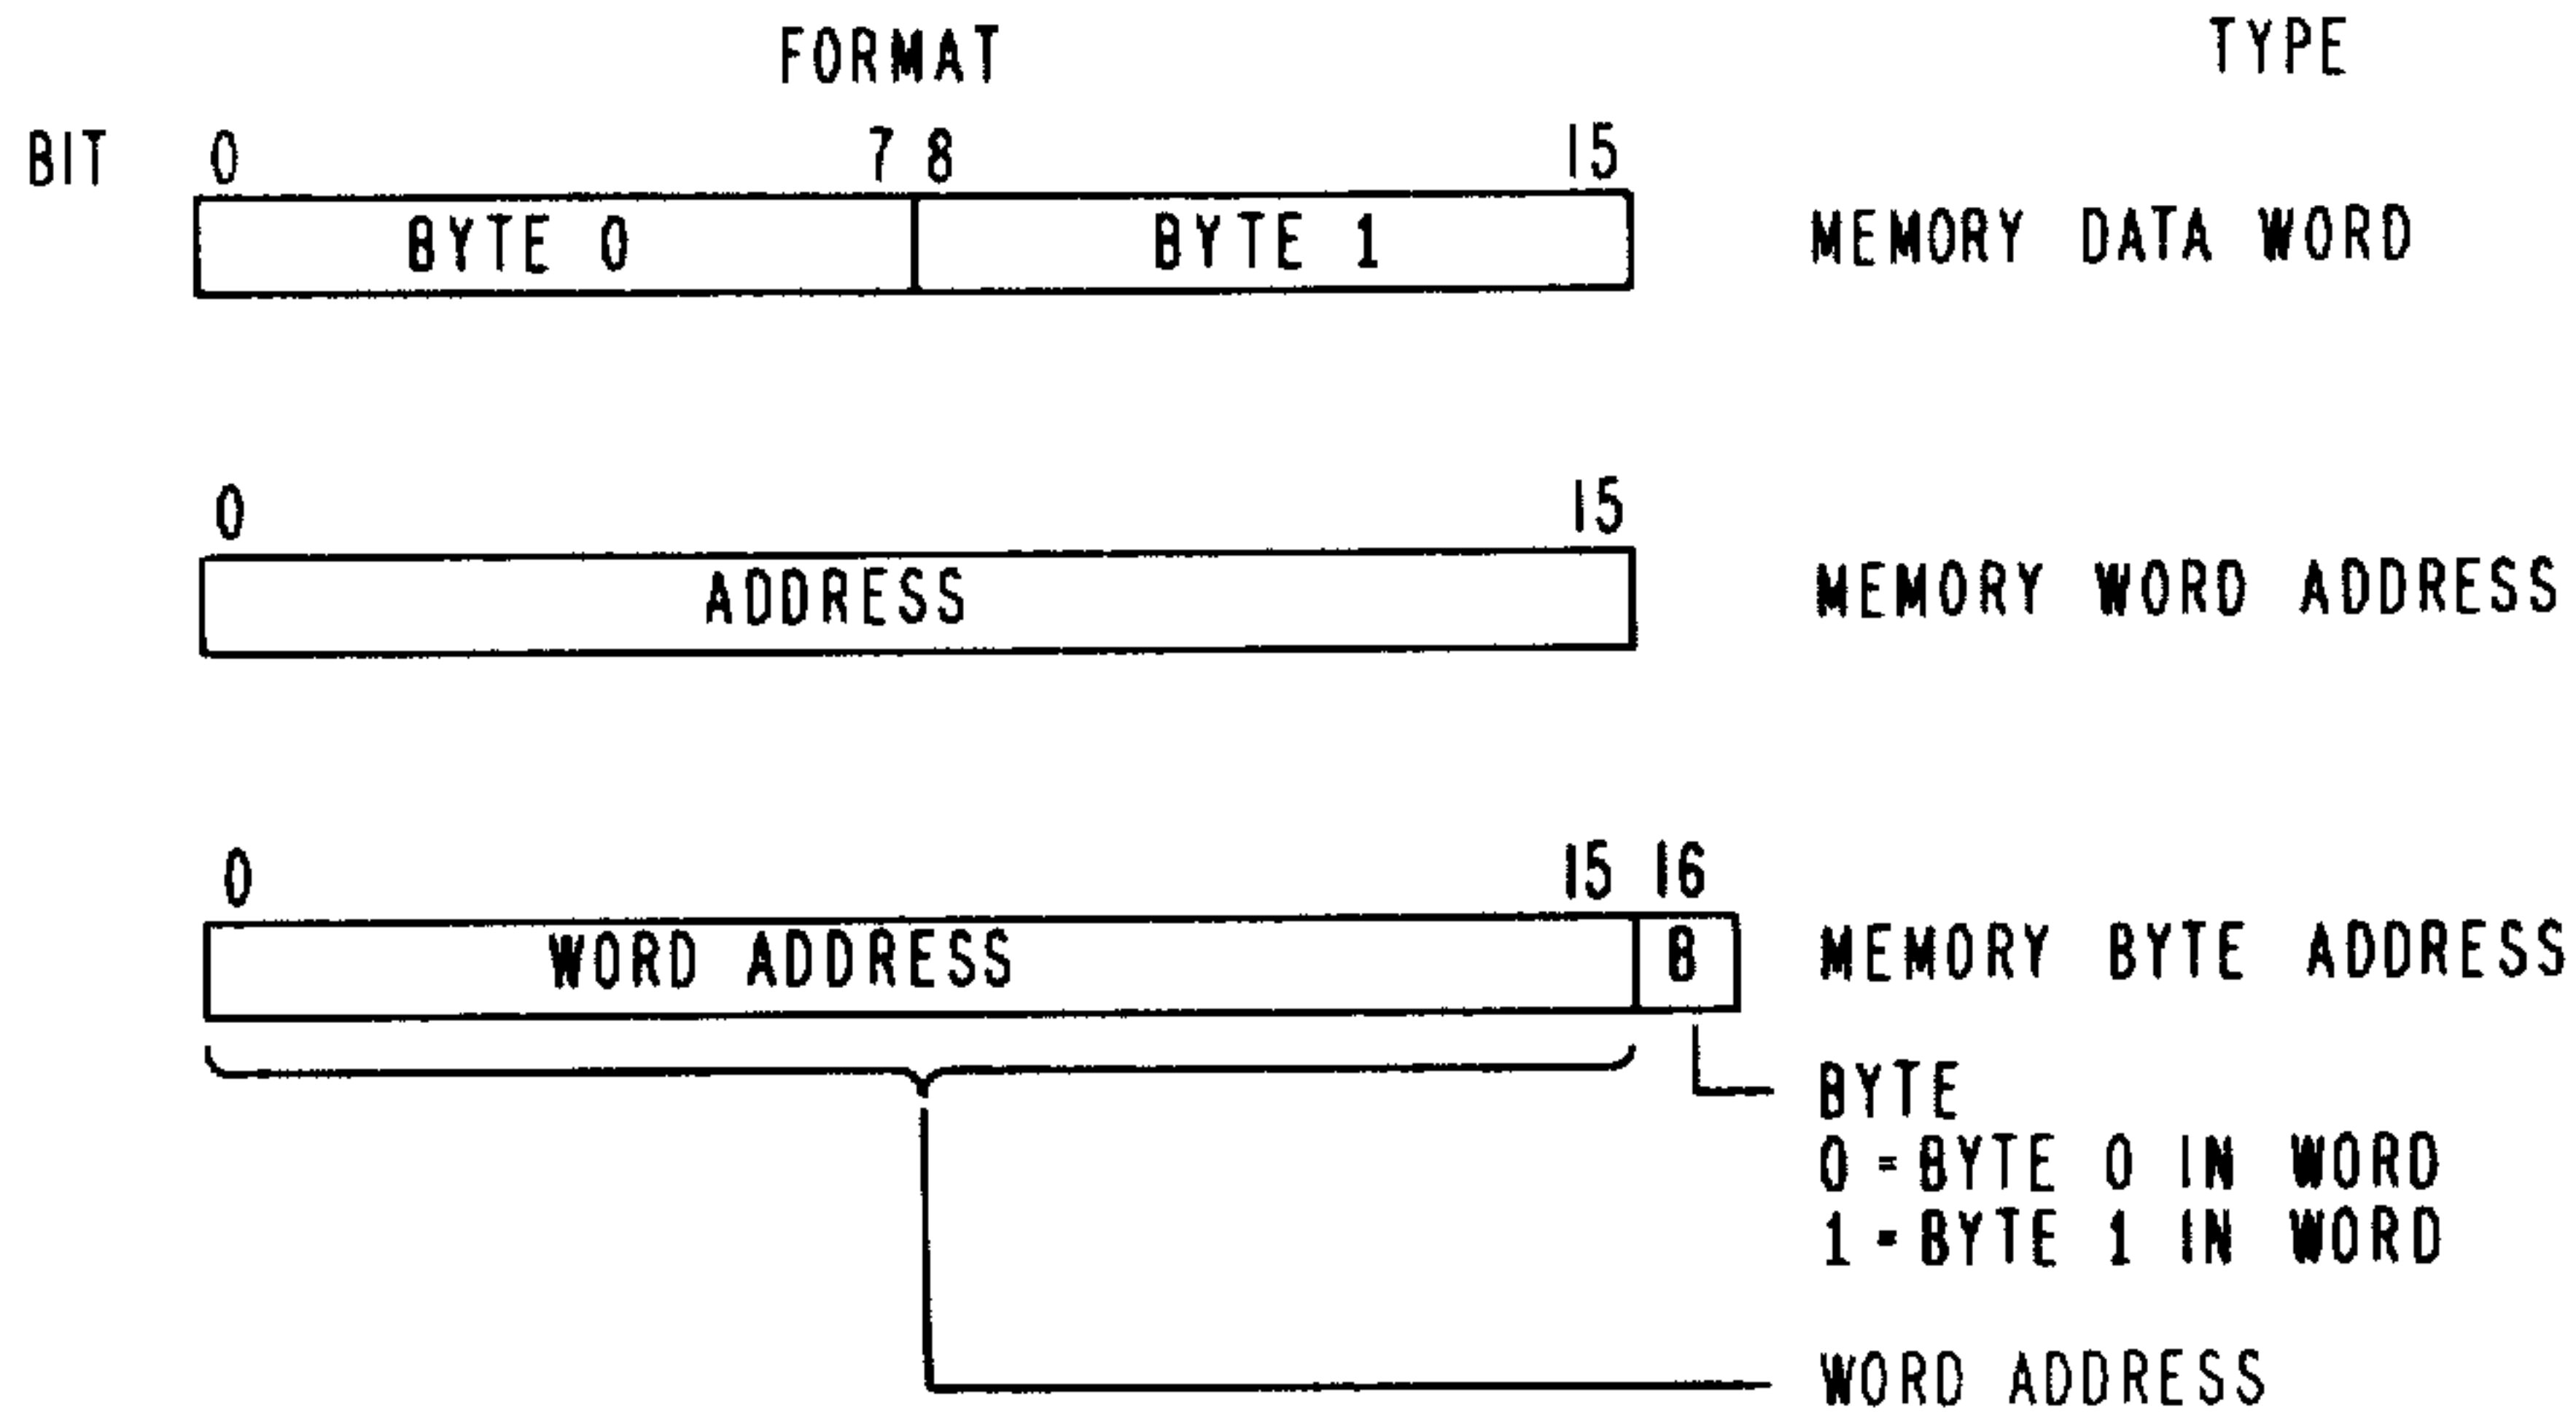 FORMAT TYPE
BIT 0 7 8 15
BYTE 0 BYTE 1 MEMORY DATA WORD
0 15
ADDRESS MEMORY WORD ADDRESS
0 15 16
WORD ADDRESS B MEMORY BYTE ADDRESS
BYTE
0 = BYTE 0 IN WORD
1 = BYTE 1 IN WORD
WORD ADDRESS